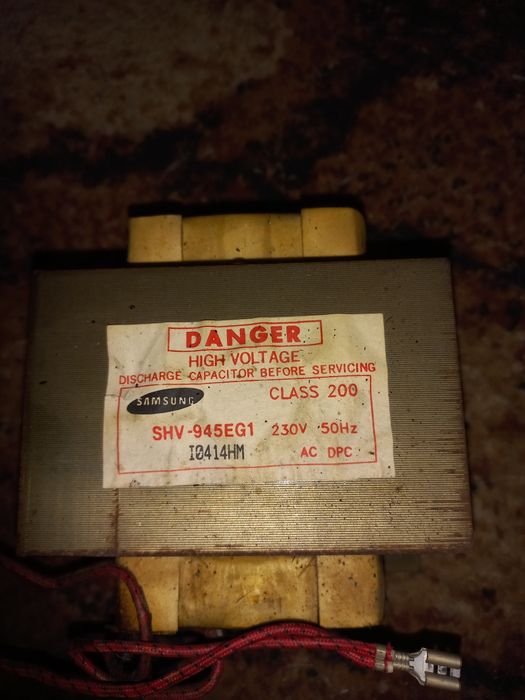 DANGER
HIGH VOLTAGE
DISCHARGE CAPACITOR BEFORE SERVICING
SAMSUNG CLASS 200
SHV-945EG1 230V 50Hz
I0414HM AC DPC